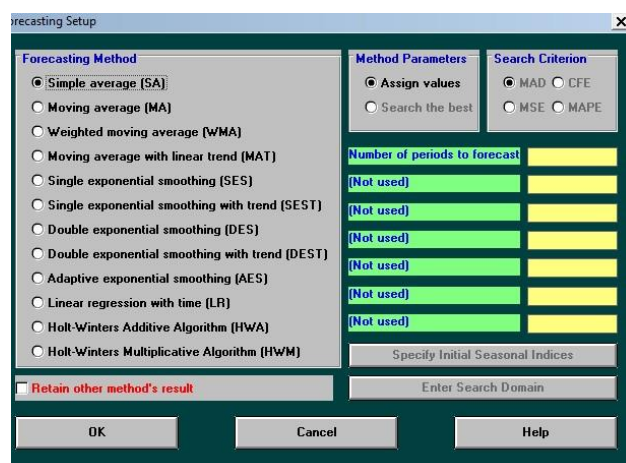 orecasting Setup
Forecasting Method
Simple average (SA)
Moving average (MA)
Weighted moving average (WMA)
Moving average with linear trend (MAT)
Single exponential smoothing (SES)
Single exponential smoothing with trend (SEST)
Double exponential smoothing (DES)
Double exponential smoothing with trend (DEST)
Adaptive exponential smoothing (AES)
Linear regression with time (LR)
Holt-Winters Additive Algorithm (HWA)
Holt-Winters Multiplicative Algorithm (HWM)
Retain other method's result
Method Parameters
Assign values
Search the best
Search Criterion
MAD CFE
MSE MAPE
Number of periods to forecast
(Not used)
(Not used)
(Not used)
(Not used)
(Not used)
(Not used)
Specify Initial Seasonal Indices
Enter Search Domain
OK Cancel Help